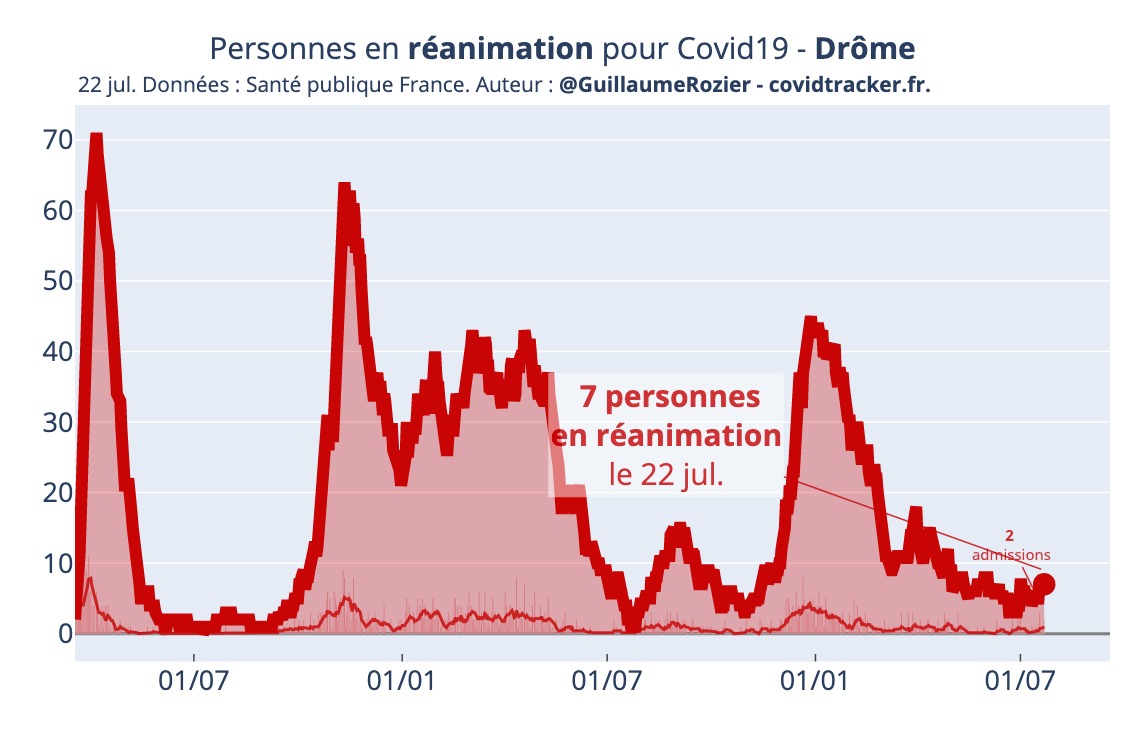 Personnes en réanimation pour Covid19 - Drôme
22 jul. Données : Santé publique France. Auteur : @GuillaumeRozier - covidtracker.fr.
70
60
50
40
30
20
10
0
7 personnes
en réanimation
le 22 jul.
2
admissions
01/07
01/01
01/07
01/01
01/07